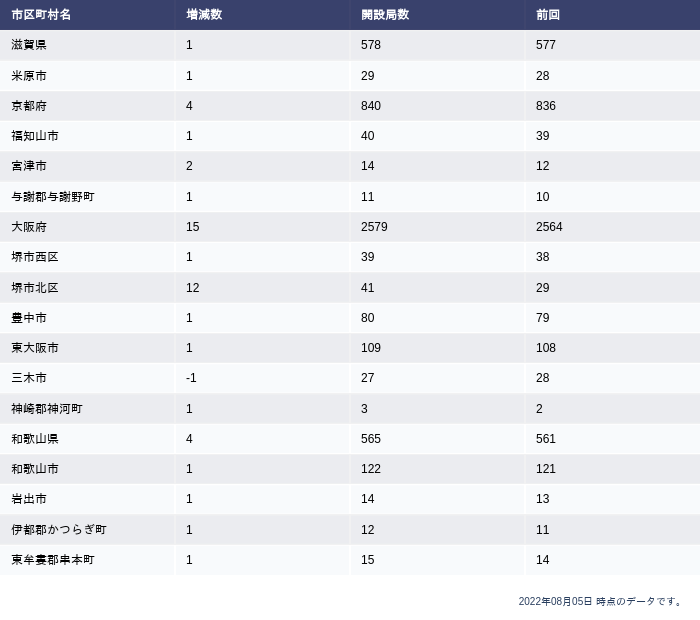 市区町村名 増減数 開設局数 前回
滋賀県 1 578 577
米原市 1 29 28
京都府 4 840 836
福知山市 1 40 39
宮津市 2 14 12
与謝郡与謝野町 1 11 10
大阪府 15 2579 2564
堺市西区 1 39 38
堺市北区 12 41 29
豊中市 1 80 79
東大阪市 1 109 108
三木市 -1 27 28
神崎郡神河町 1 3 2
和歌山県 4 565 561
和歌山市 1 122 121
岩出市 1 14 13
伊都郡かつらぎ町 1 12 11
東牟婁郡串本町 1 15 14
2022年08月05日 時点のデータです。